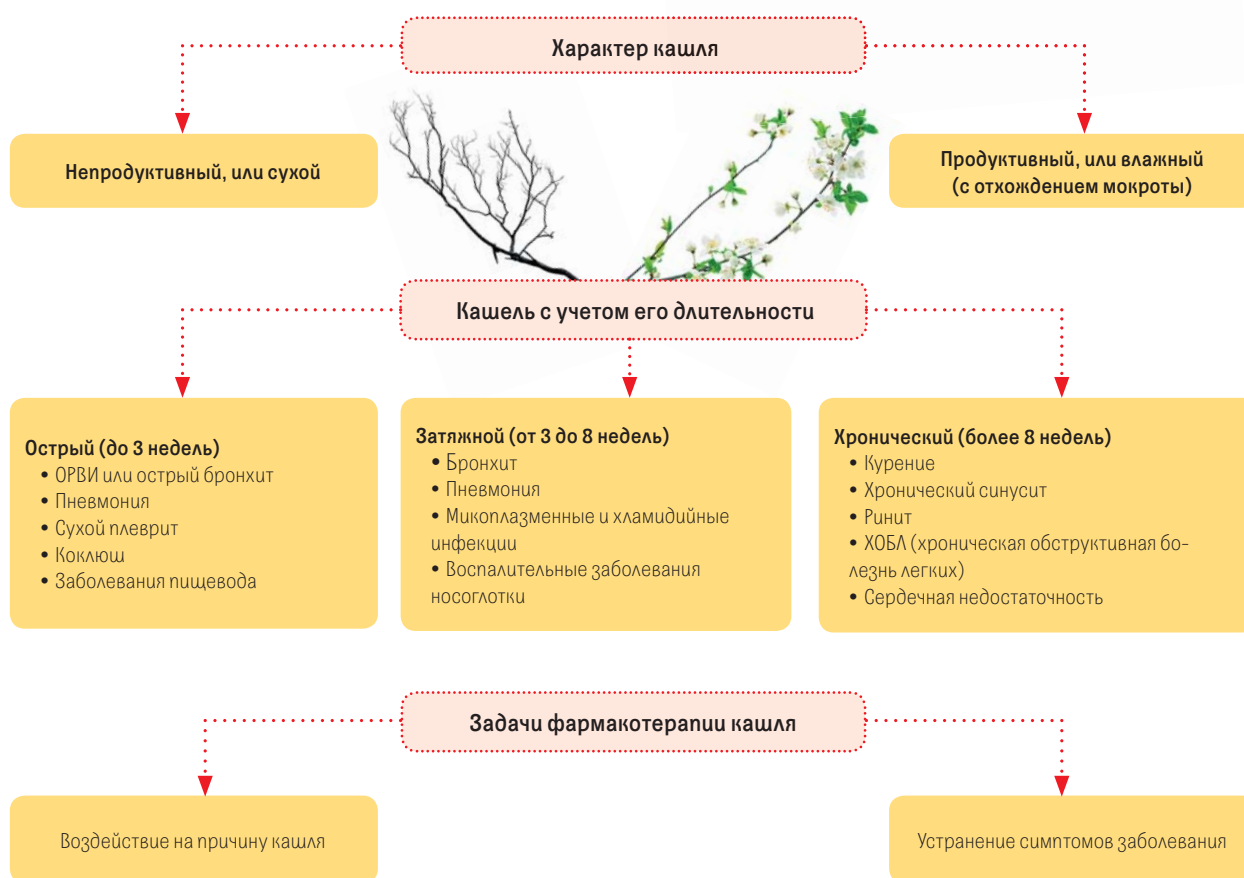 Характер кашля
Непродуктивный, или сухой
Продуктивный, или влажный
(с отхождением мокроты)
Кашель с учетом его длительности
Острый (до 3 недель)
• ОРВИ или острый бронхит
• Пневмония
• Сухой плеврит
• Коклюш
• Заболевания пищевода
Затяжной (от 3 до 8 недель)
• Бронхит
• Пневмония
• Микоплазменные и хламидийные
инфекции
• Воспалительные заболевания
носоглотки
Хронический (более 8 недель)
• Курение
• Хронический синусит
• Ринит
• ХОБЛ (хроническая обструктивная бо-
лезнь легких)
• Сердечная недостаточность
Задачи фармакотерапии кашля
Воздействие на причину кашля
Устранение симптомов заболевания